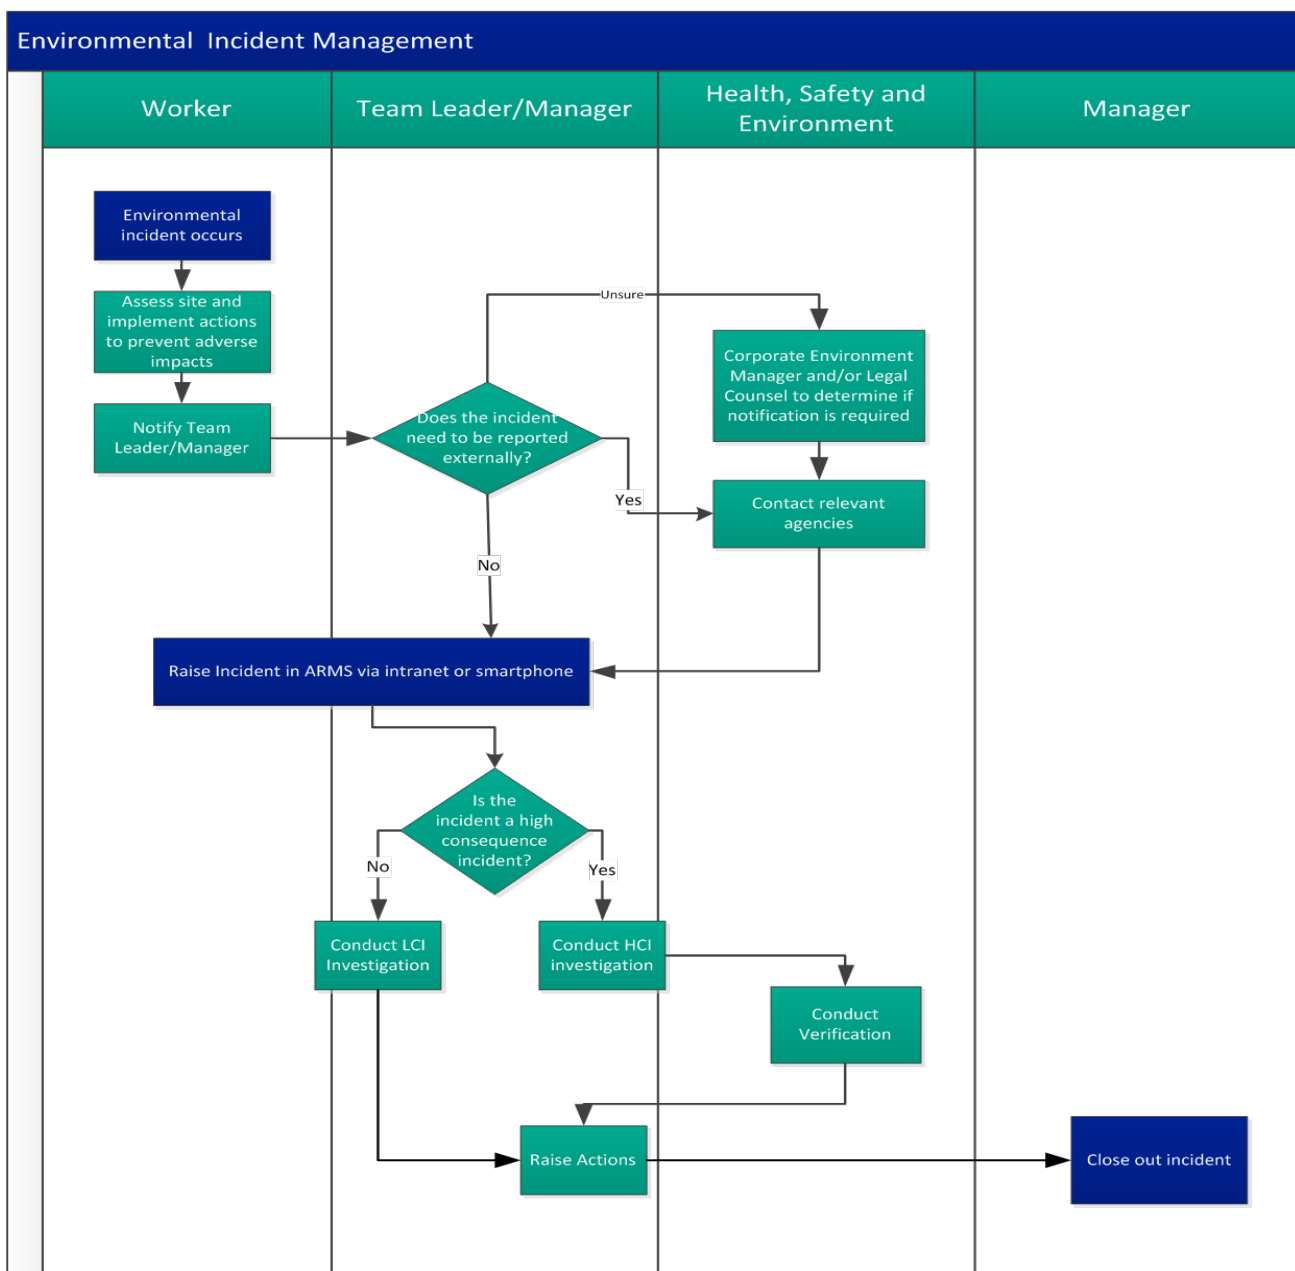 Environmental  Incident Management
Worker
Team Leader/Manager
Health, Safety and
Environment
Manager
Environmental
incident occurs
Assess site and
implement actions
to prevent adverse
impacts
Notify Team
Leader/Manager
Unsure
Does the incident
need to be reported
externally?
Yes
No
Corporate Environment
Manager and/or Legal
Counsel to determine if
notification is required
Contact relevant
agencies
Raise Incident in ARMS via intranet or smartphone
Is the
incident a high
consequence
incident?
No
Yes
Conduct LCI
Investigation
Conduct HCI
investigation
Conduct
Verification
Raise Actions
Close out incident